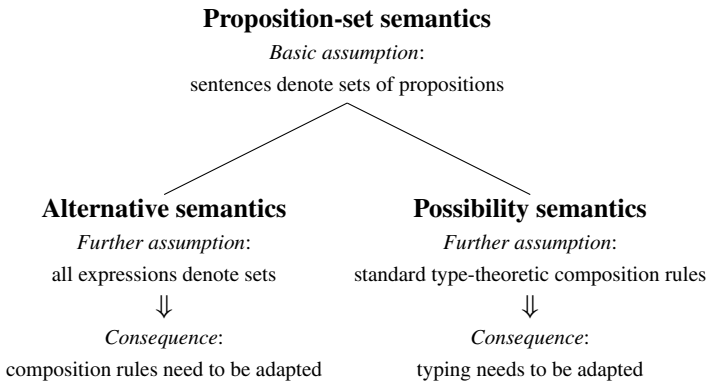 Proposition-set semantics
Basic assumption:
sentences denote sets of propositions
Alternative semantics
Further assumption:
all expressions denote sets
⇓
Consequence:
composition rules need to be adapted
Possibility semantics
Further assumption:
standard type-theoretic composition rules
⇓
Consequence:
typing needs to be adapted